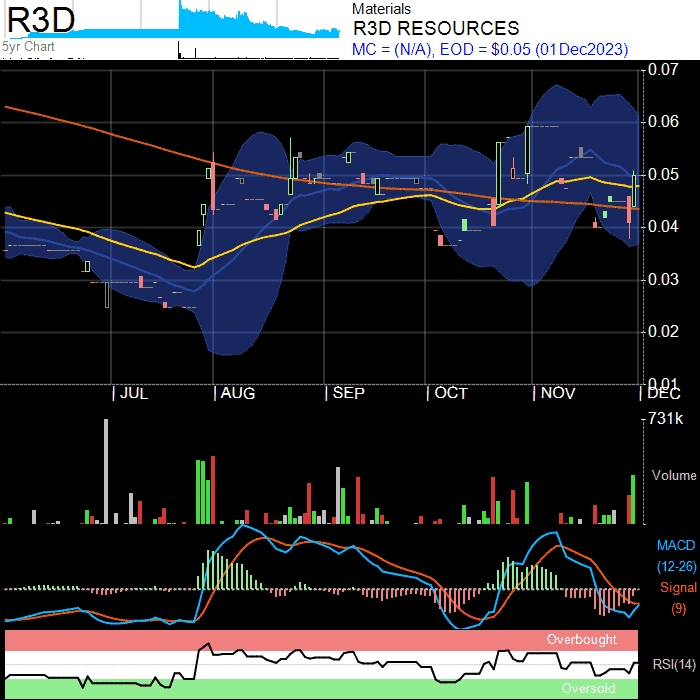 R3D
5yr Chart
Materials
R3D RESOURCES
MC = (N/A), EOD = $0.05 (01Dec2023)
0.07
0.06
0.05
0.04
0.03
0.02
0.01
JUL AUG SEP OCT NOV DEC
731k
Volume
MACD
(12-26)
Signal
(9)
Overbought
RSI(14)
Oversold